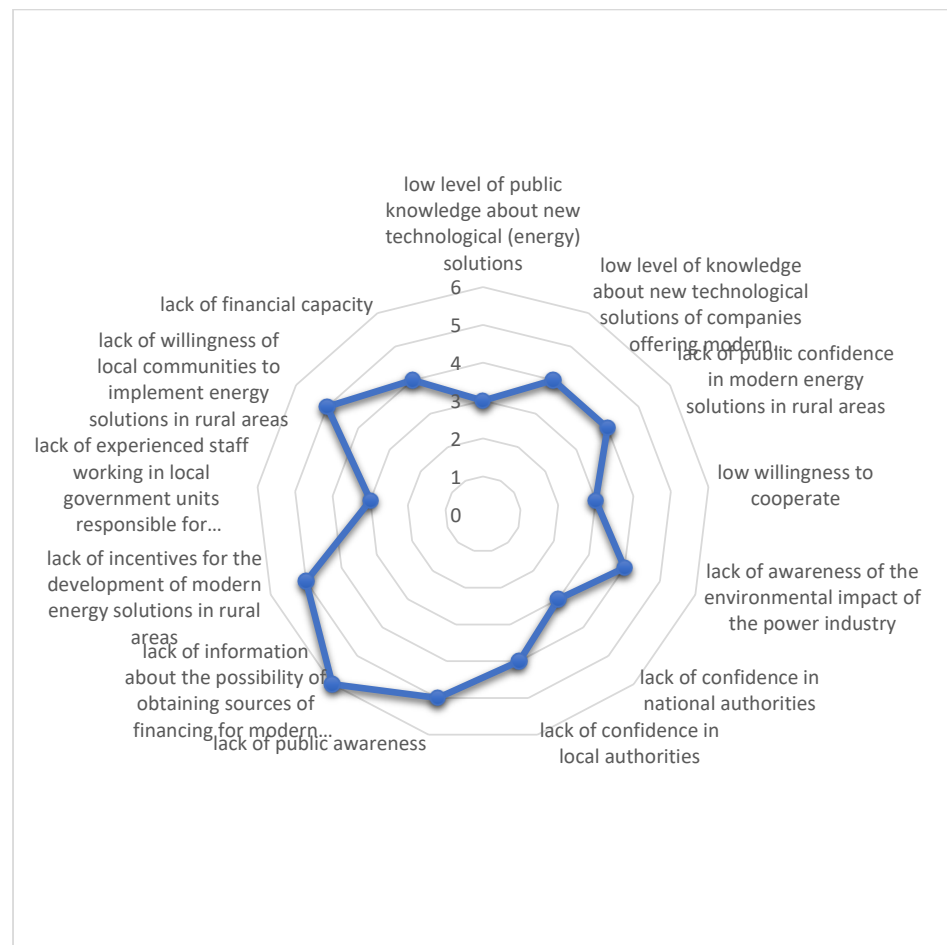 low level of public
knowledge about new
technological (energy)
solutions
low level of knowledge
about new technological
solutions of companies
offering modern...
lack of public confidence
in modern energy
solutions in rural areas
low willingness to
cooperate
lack of awareness of the
environmental impact of
the power industry
lack of confidence in
national authorities
lack of confidence in
local authorities
lack of public awareness
lack of information
about the possibility of
obtaining sources of
financing for modern...
lack of incentives for the
development of modern
energy solutions in rural
areas
lack of experienced staff
working in local
government units
responsible for...
lack of willingness of
local communities to
implement energy
solutions in rural areas
lack of financial capacity
6
5
4
3
2
1
0